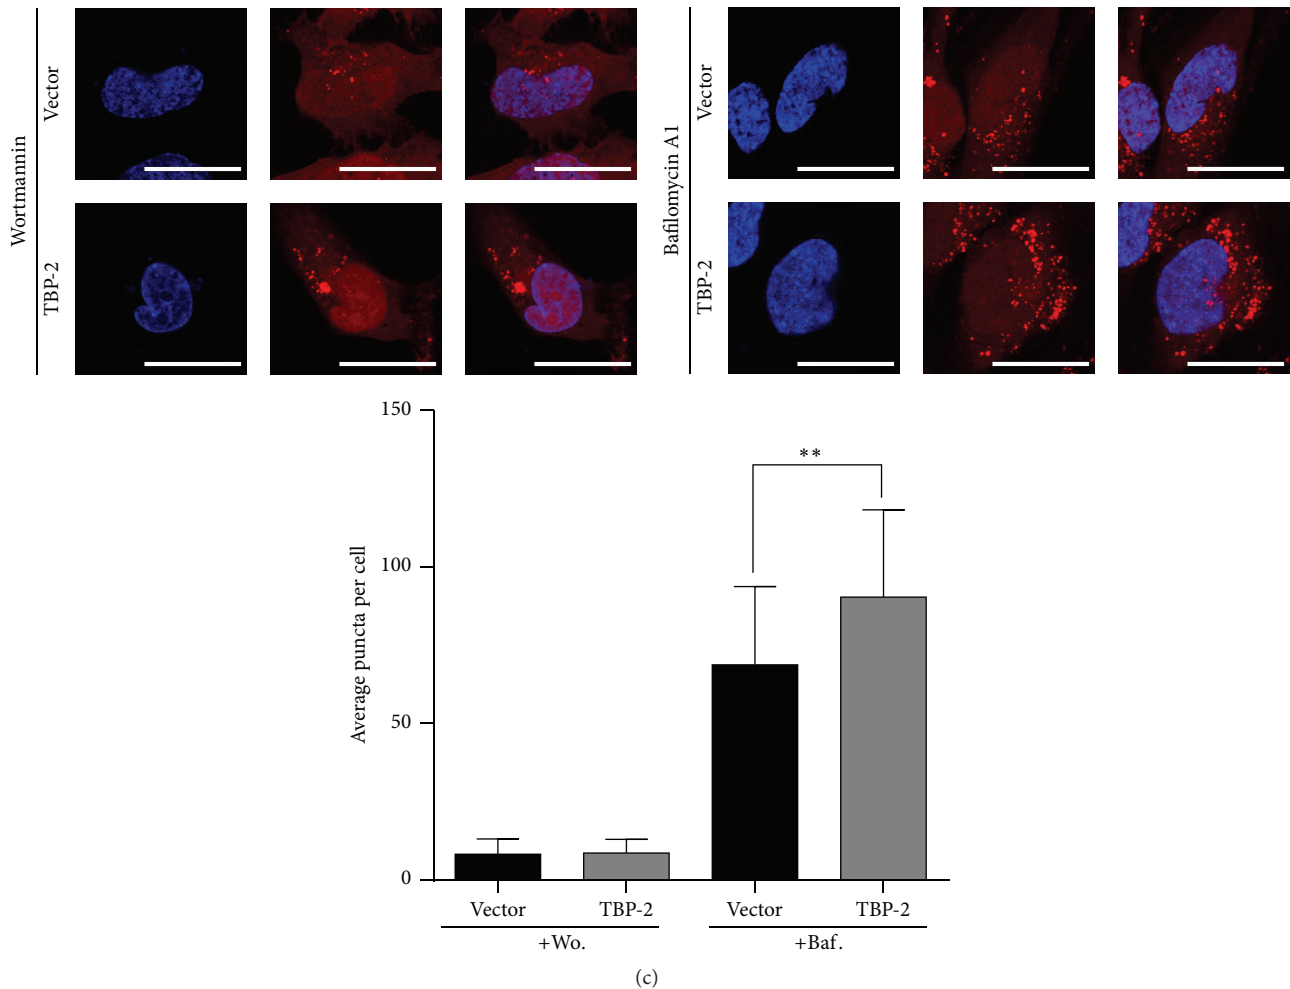 Wortmannin
Vector
TBP-2
Bafilomycin A1
Vector
TBP-2
150
100
50
0
Average puncta per cell
**
Vector
TBP-2
Vector
TBP-2
+Wo.
+Baf.
(c)